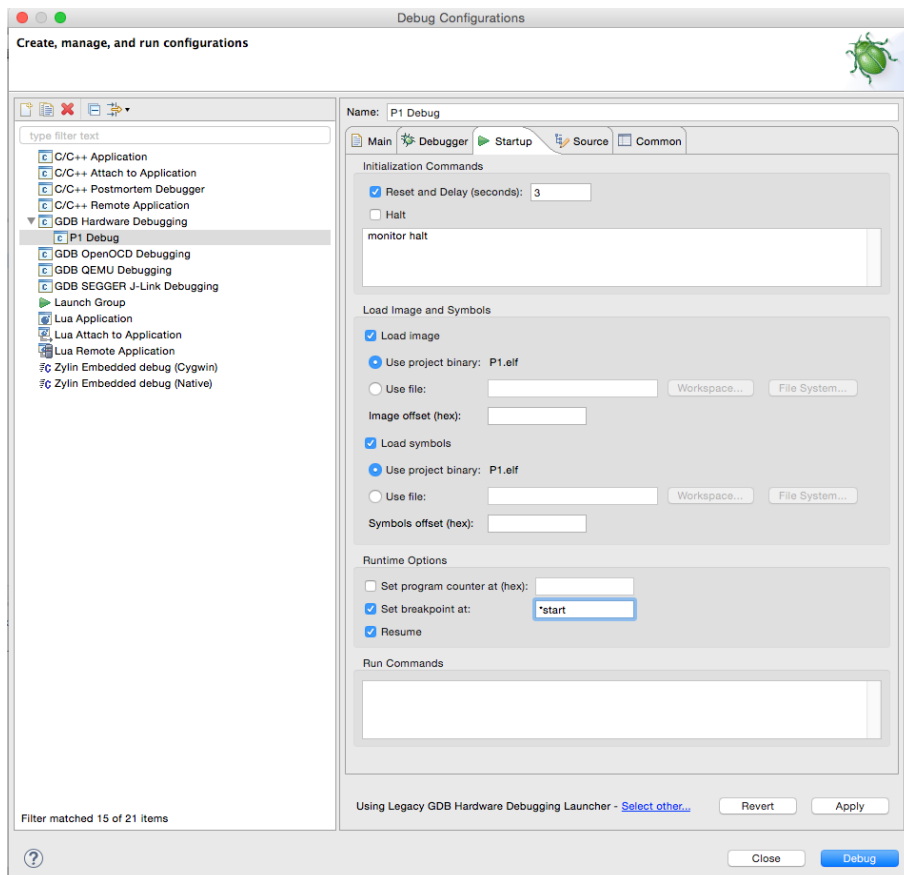 Debug Configurations
Create, manage, and run configurations
type filter text
C/C++ Application
C/C++ Attach to Application
C/C++ Postmortem Debugger
C/C++ Remote Application
GDB Hardware Debugging
P1 Debug
GDB OpenOCD Debugging
GDB QEMU Debugging
GDB SEGGER J-Link Debugging
Launch Group
Lua Application
Lua Attach to Application
Lua Remote Application
Zylin Embedded debug (Cygwin)
Zylin Embedded debug (Native)
Filter matched 15 of 21 items
Name: P1 Debug
Main Debugger Startup Source Common
Initialization Commands
Reset and Delay (seconds): 3
Halt
monitor halt
Load Image and Symbols
Load image
Use project binary: P1.elf
Use file: Workspace... File System...
Image offset (hex):
Load symbols
Use project binary: P1.elf
Use file: Workspace... File System...
Symbols offset (hex):
Runtime Options
Set program counter at (hex):
Set breakpoint at: *start
Resume
Run Commands
Using Legacy GDB Hardware Debugging Launcher - Select other... Revert Apply
? Close Debug